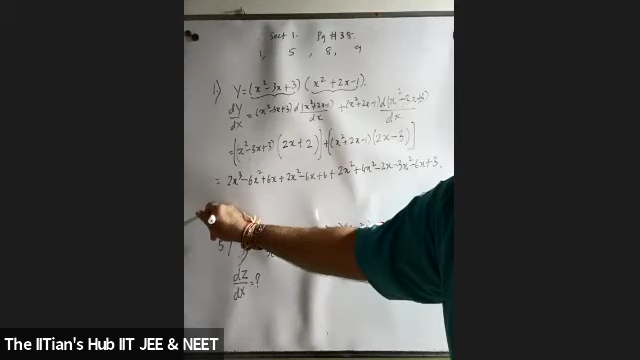 Sect 1. Pg # 38.
1, 5, 8, 9
1.) Y = (x² - 3x + 3) (x² + 2x - 1).
dY/dx = (x² - 3x + 3) d(x² + 2x - 1)/dx + (x² + 2x - 1) d(x² - 3x + 3)/dx
= [(x² - 3x + 3) (2x + 2)] + [(x² + 2x - 1) (2x - 3)]
= 2x³ - 6x² + 6x + 2x² - 6x + 6 + 2x³ + 4x² - 2x - 3x² - 6x + 3.
5)
dZ/dx = ?
The IITian's Hub IIT JEE & NEET